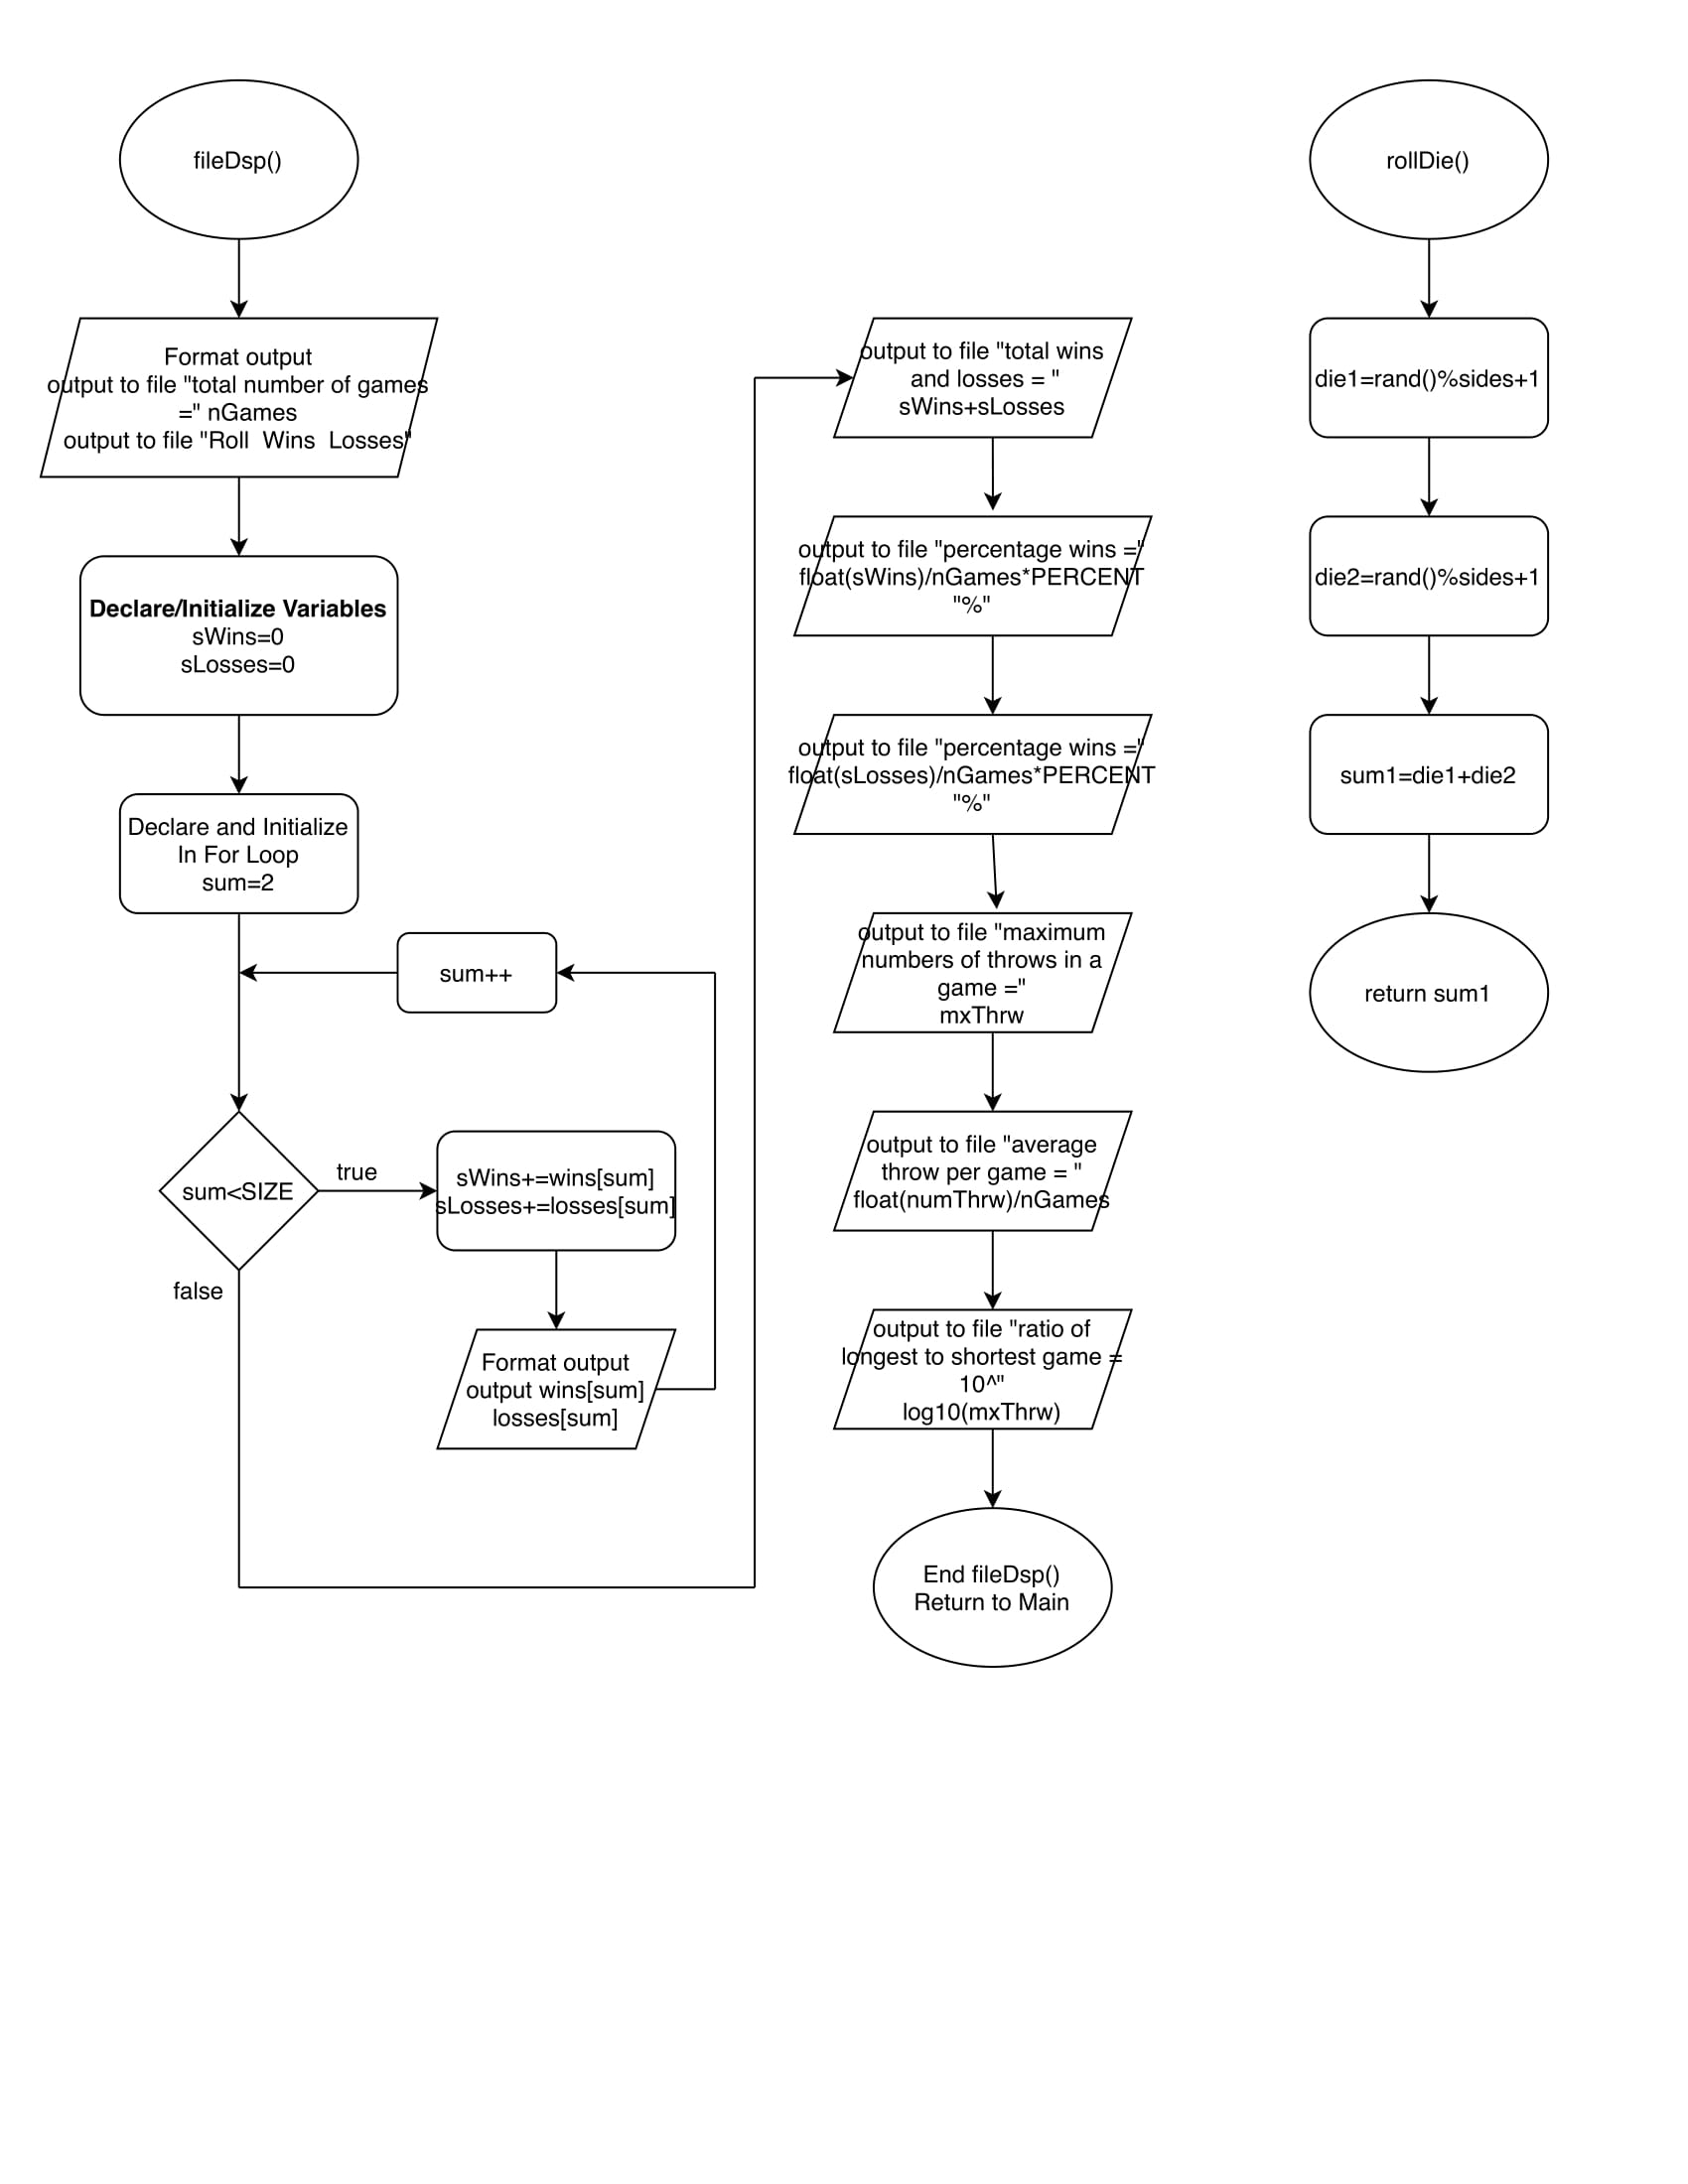 fileDsp()
Format output
output to file "total number of games
=" nGames
output to file "Roll  Wins  Losses"
Declare/Initialize Variables
sWins=0
sLosses=0
Declare and Initialize
In For Loop
sum=2
sum++
sum<SIZE
true
false
sWins+=wins[sum]
sLosses+=losses[sum]
Format output
output wins[sum]
losses[sum]
output to file "total wins
and losses = "
sWins+sLosses
output to file "percentage wins ="
float(sWins)/nGames*PERCENT
"%"
output to file "percentage wins ="
float(sLosses)/nGames*PERCENT
"%"
output to file "maximum
numbers of throws in a
game ="
mxThrw
output to file "average
throw per game = "
float(numThrw)/nGames
output to file "ratio of
longest to shortest game =
10^"
log10(mxThrw)
End fileDsp()
Return to Main
rollDie()
die1=rand()%sides+1
die2=rand()%sides+1
sum1=die1+die2
return sum1